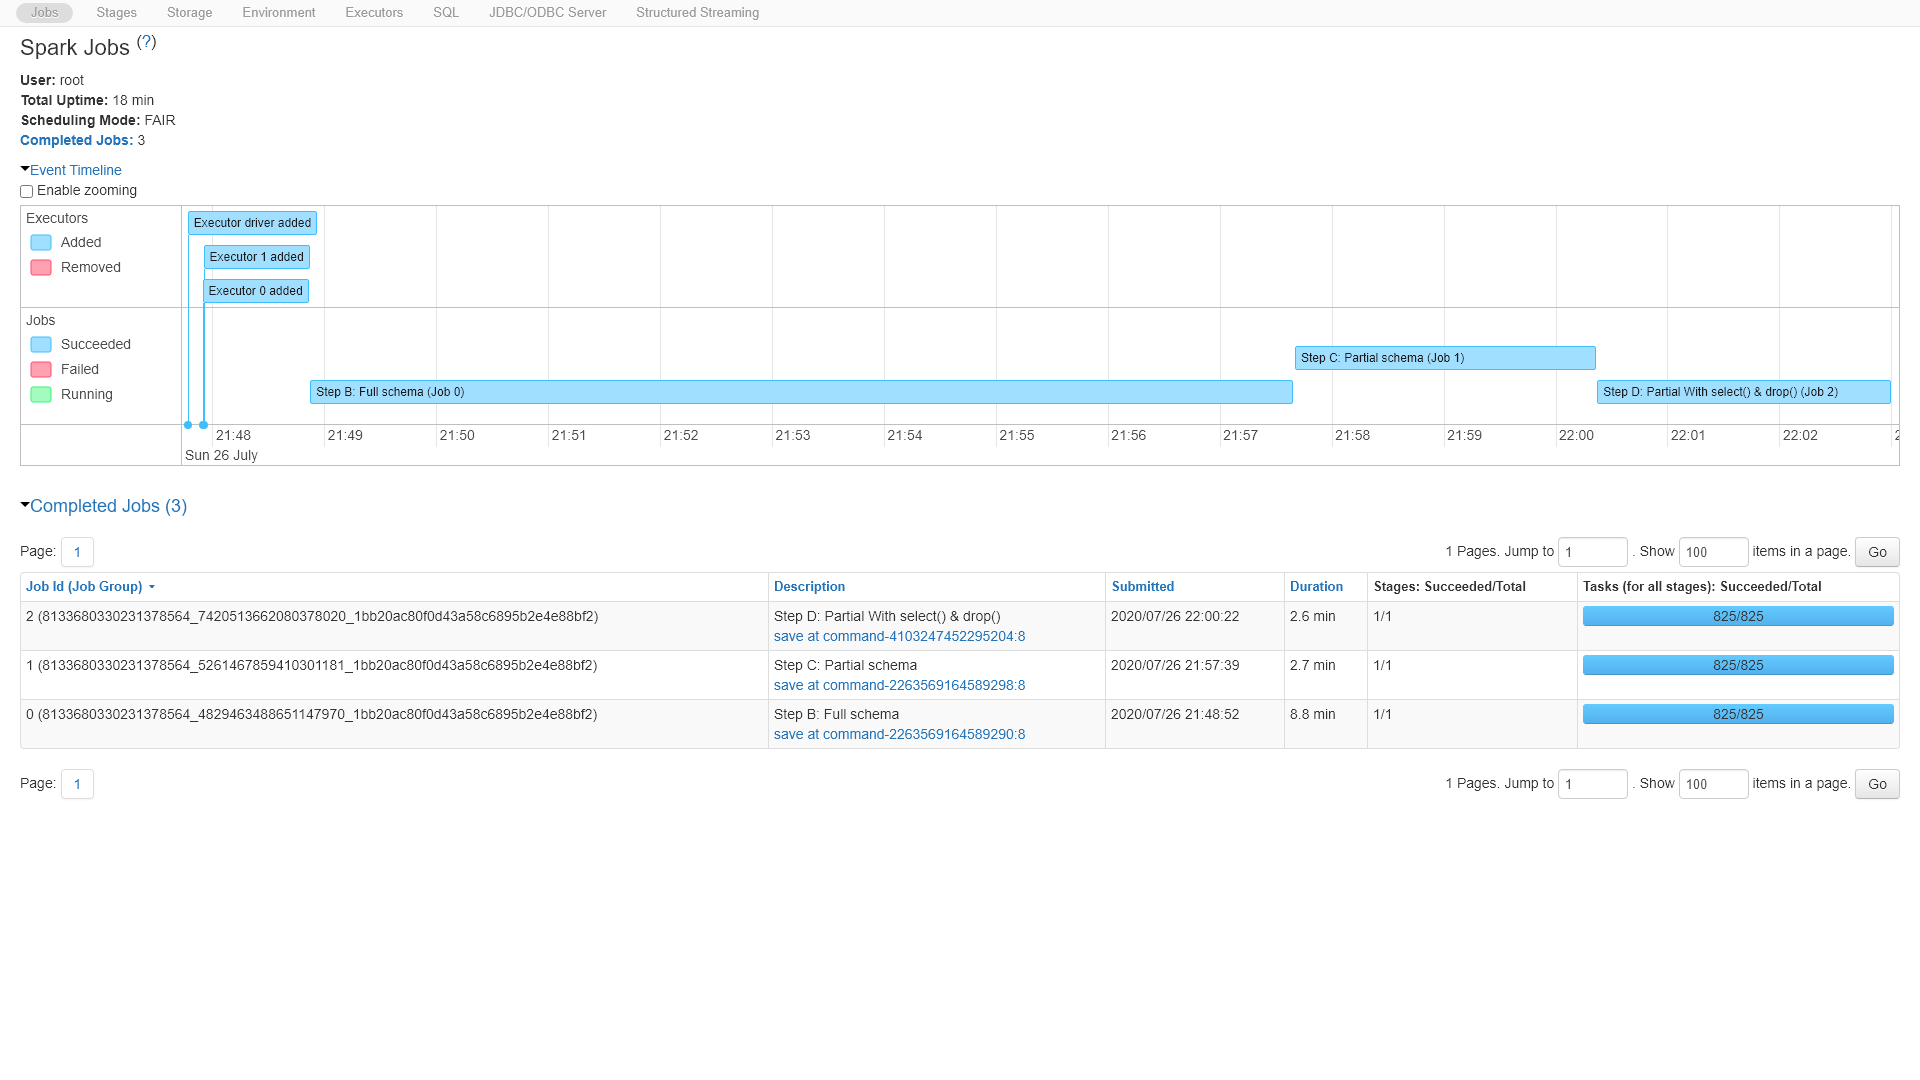 Jobs Stages Storage Environment Executors SQL JDBC/ODBC Server Structured Streaming
Spark Jobs (?)
User: root
Total Uptime: 18 min
Scheduling Mode: FAIR
Completed Jobs: 3
Event Timeline
Enable zooming
Executors
Added
Removed
Executor driver added
Executor 1 added
Executor 0 added
Jobs
Succeeded
Failed
Running
Step C: Partial schema (Job 1)
Step B: Full schema (Job 0)
Step D: Partial With select() & drop() (Job 2)
21:48 21:49 21:50 21:51 21:52 21:53 21:54 21:55 21:56 21:57 21:58 21:59 22:00 22:01 22:02
Sun 26 July
Completed Jobs (3)
Page: 1 1 Pages. Jump to 1 . Show 100 items in a page. Go
Job Id (Job Group) Description Submitted Duration Stages: Succeeded/Total Tasks (for all stages): Succeeded/Total
2 (8133680330231378564_7420513662080378020_1bb20ac80f0d43a58c6895b2e4e88bf2) Step D: Partial With select() & drop() 2020/07/26 22:00:22 2.6 min 1/1 825/825
save at command-4103247452295204:8
1 (8133680330231378564_5261467859410301181_1bb20ac80f0d43a58c6895b2e4e88bf2) Step C: Partial schema 2020/07/26 21:57:39 2.7 min 1/1 825/825
save at command-2263569164589298:8
0 (8133680330231378564_4829463488651147970_1bb20ac80f0d43a58c6895b2e4e88bf2) Step B: Full schema 2020/07/26 21:48:52 8.8 min 1/1 825/825
save at command-2263569164589290:8
Page: 1 1 Pages. Jump to 1 . Show 100 items in a page. Go